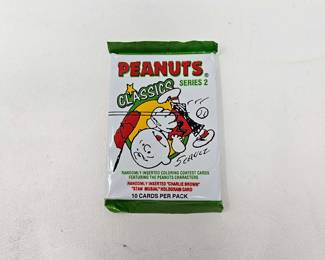 PEANUTS®
CLASSICS SERIES 2
SCHULZ
RANDOMLY INSERTED COLORING CONTEST CARDS
FEATURING THE PEANUTS CHARACTERS
RANDOMLY INSERTED "CHARLIE BROWN"
"STAN MUSIAL" HOLOGRAM CARD
10 CARDS PER PACK